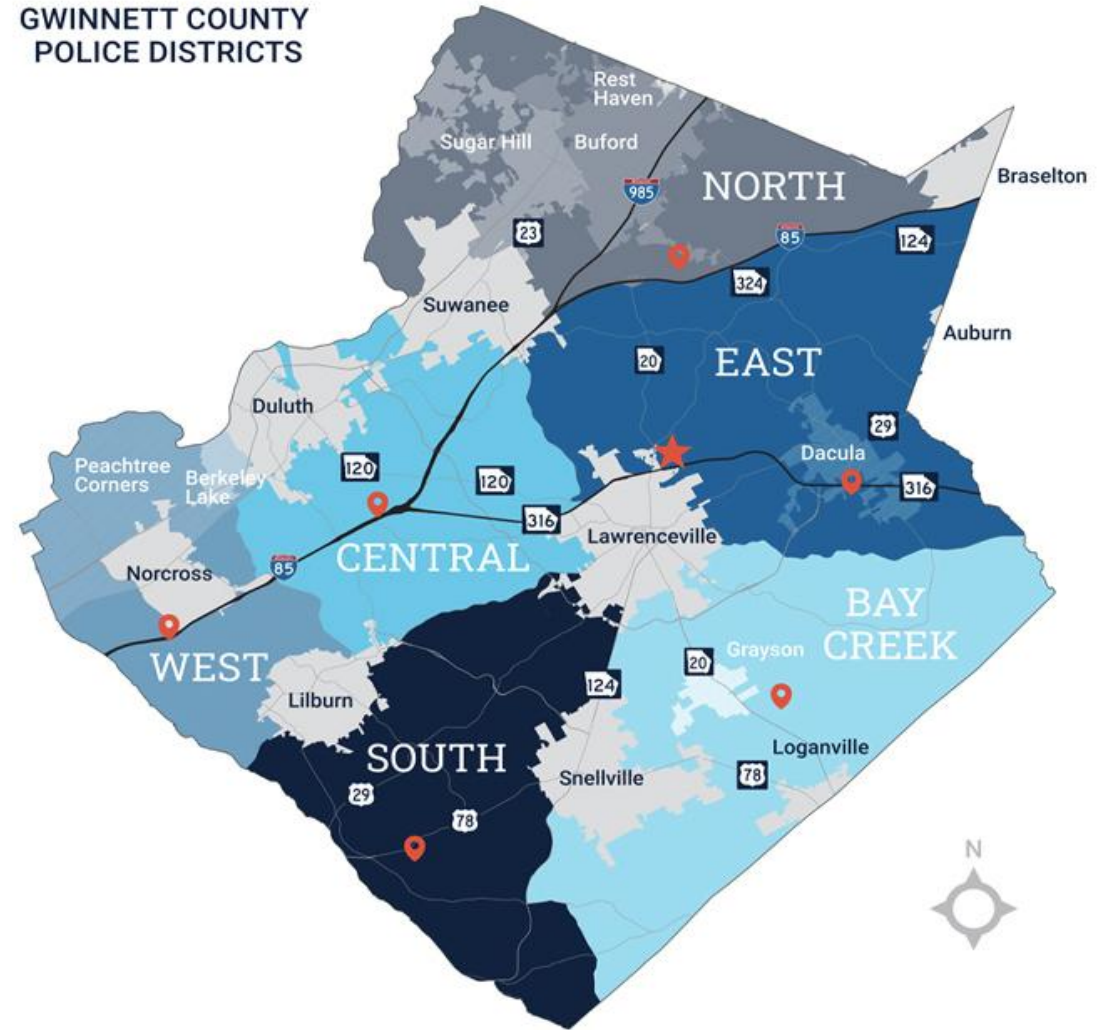 GWINNETT COUNTY
POLICE DISTRICTS
Rest
Haven
Sugar Hill
Buford
985
NORTH
Braselton
23
85
124
324
Suwanee
Auburn
20
EAST
Duluth
29
Dacula
Peachtree
Corners
Berkeley
Lake
120
120
316
316
Lawrenceville
CENTRAL
85
Norcross
BAY
CREEK
WEST
20
Grayson
124
Lilburn
SOUTH
Loganville
Snellville
78
29
78
N